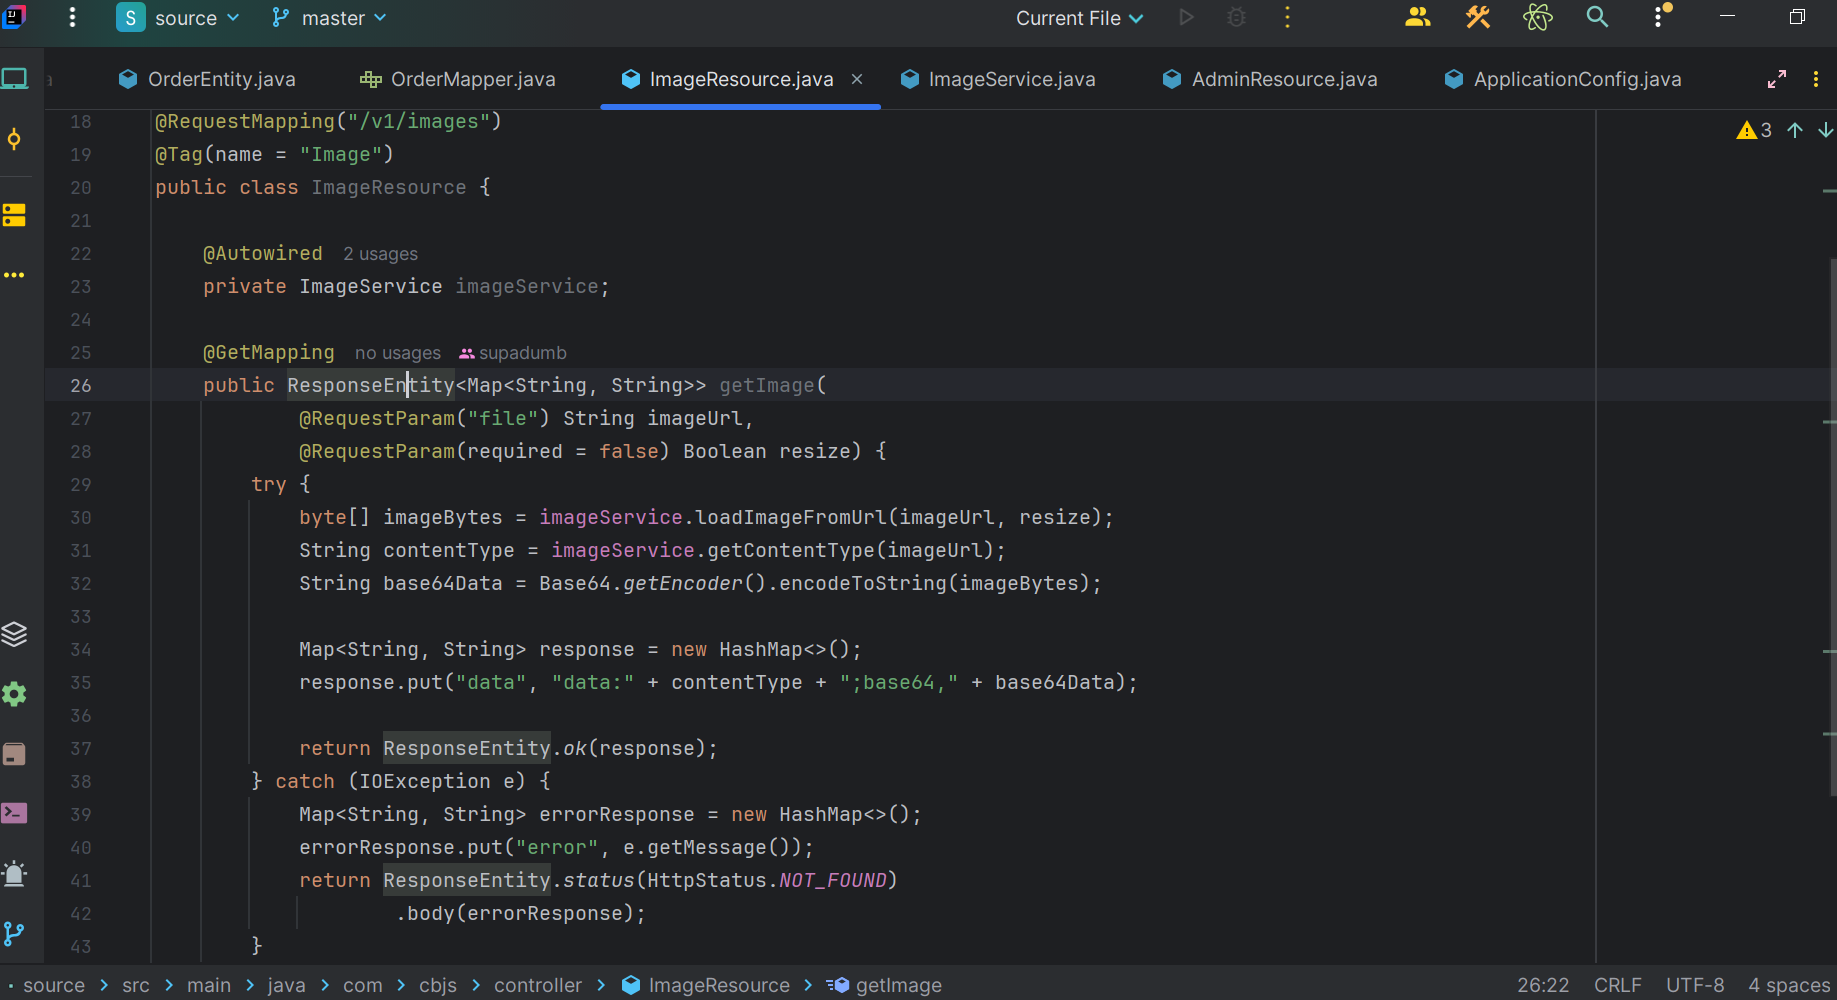 S source master Current File
OrderEntity.java OrderMapper.java ImageResource.java ImageService.java AdminResource.java ApplicationConfig.java
3
18 @RequestMapping("/v1/images")
19 @Tag(name = "Image")
20 public class ImageResource {
21
22 @Autowired 2 usages
23 private ImageService imageService;
24
25 @GetMapping no usages supadumb
26 public ResponseEntity<Map<String, String>> getImage(
27 @RequestParam("file") String imageUrl,
28 @RequestParam(required = false) Boolean resize) {
29 try {
30 byte[] imageBytes = imageService.loadImageFromUrl(imageUrl, resize);
31 String contentType = imageService.getContentType(imageUrl);
32 String base64Data = Base64.getEncoder().encodeToString(imageBytes);
33
34 Map<String, String> response = new HashMap<>();
35 response.put("data", "data:" + contentType + ";base64," + base64Data);
36
37 return ResponseEntity.ok(response);
38 } catch (IOException e) {
39 Map<String, String> errorResponse = new HashMap<>();
40 errorResponse.put("error", e.getMessage());
41 return ResponseEntity.status(HttpStatus.NOT_FOUND)
42 .body(errorResponse);
43 }
source > src > main > java > com > cbjs > controller > ImageResource > getImage 26:22 CRLF UTF-8 4 spaces